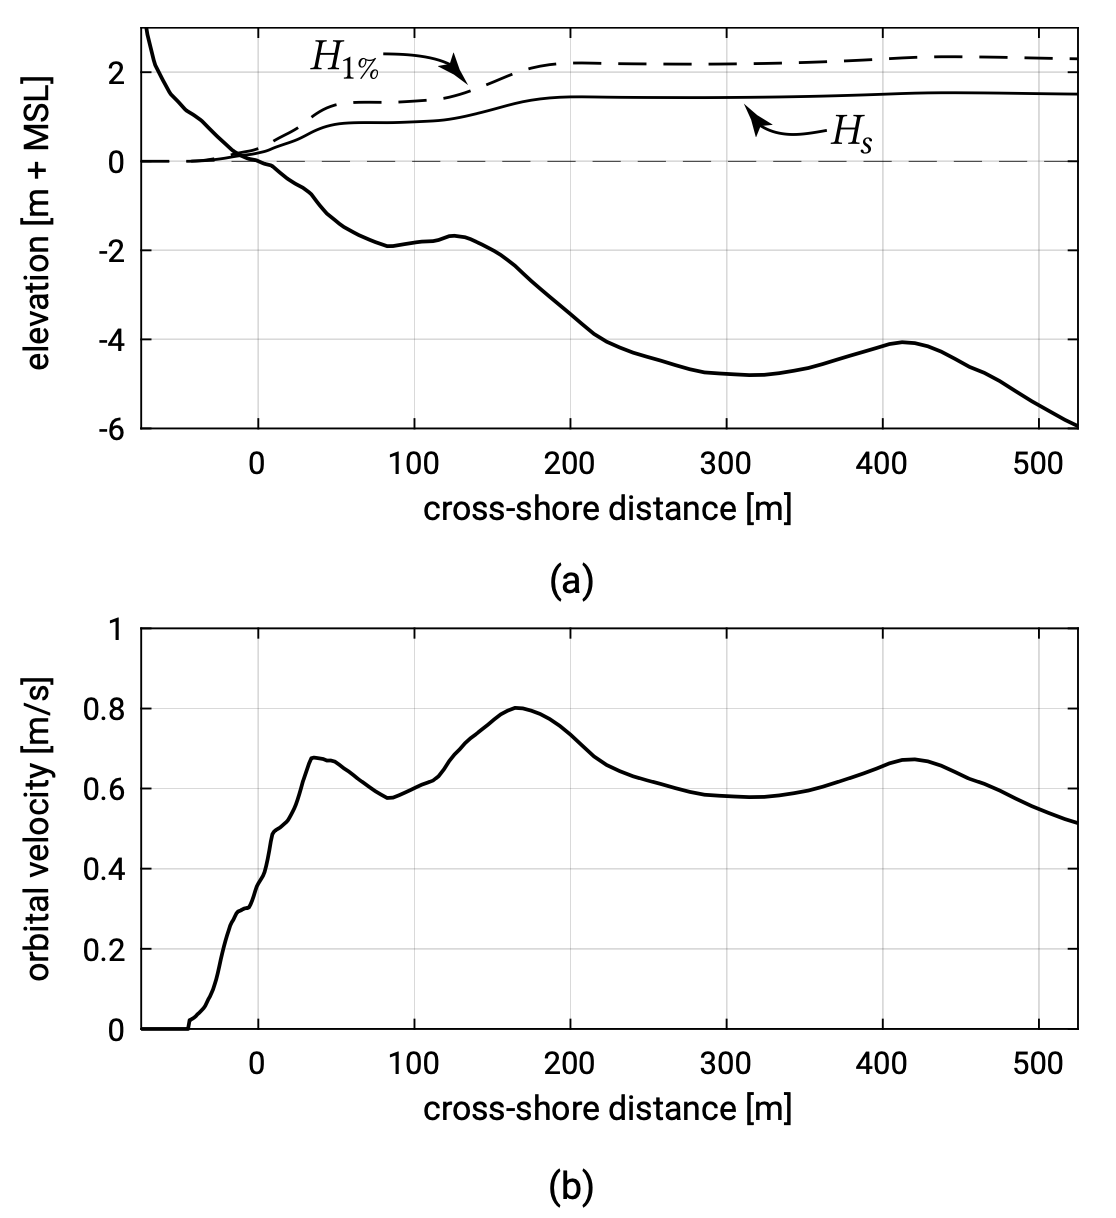 elevation [m + MSL]
2
0
-2
-4
-6
H1%
Hs
0 100 200 300 400 500
cross-shore distance [m]
(a)
orbital velocity [m/s]
1
0.8
0.6
0.4
0.2
0
0 100 200 300 400 500
cross-shore distance [m]
(b)